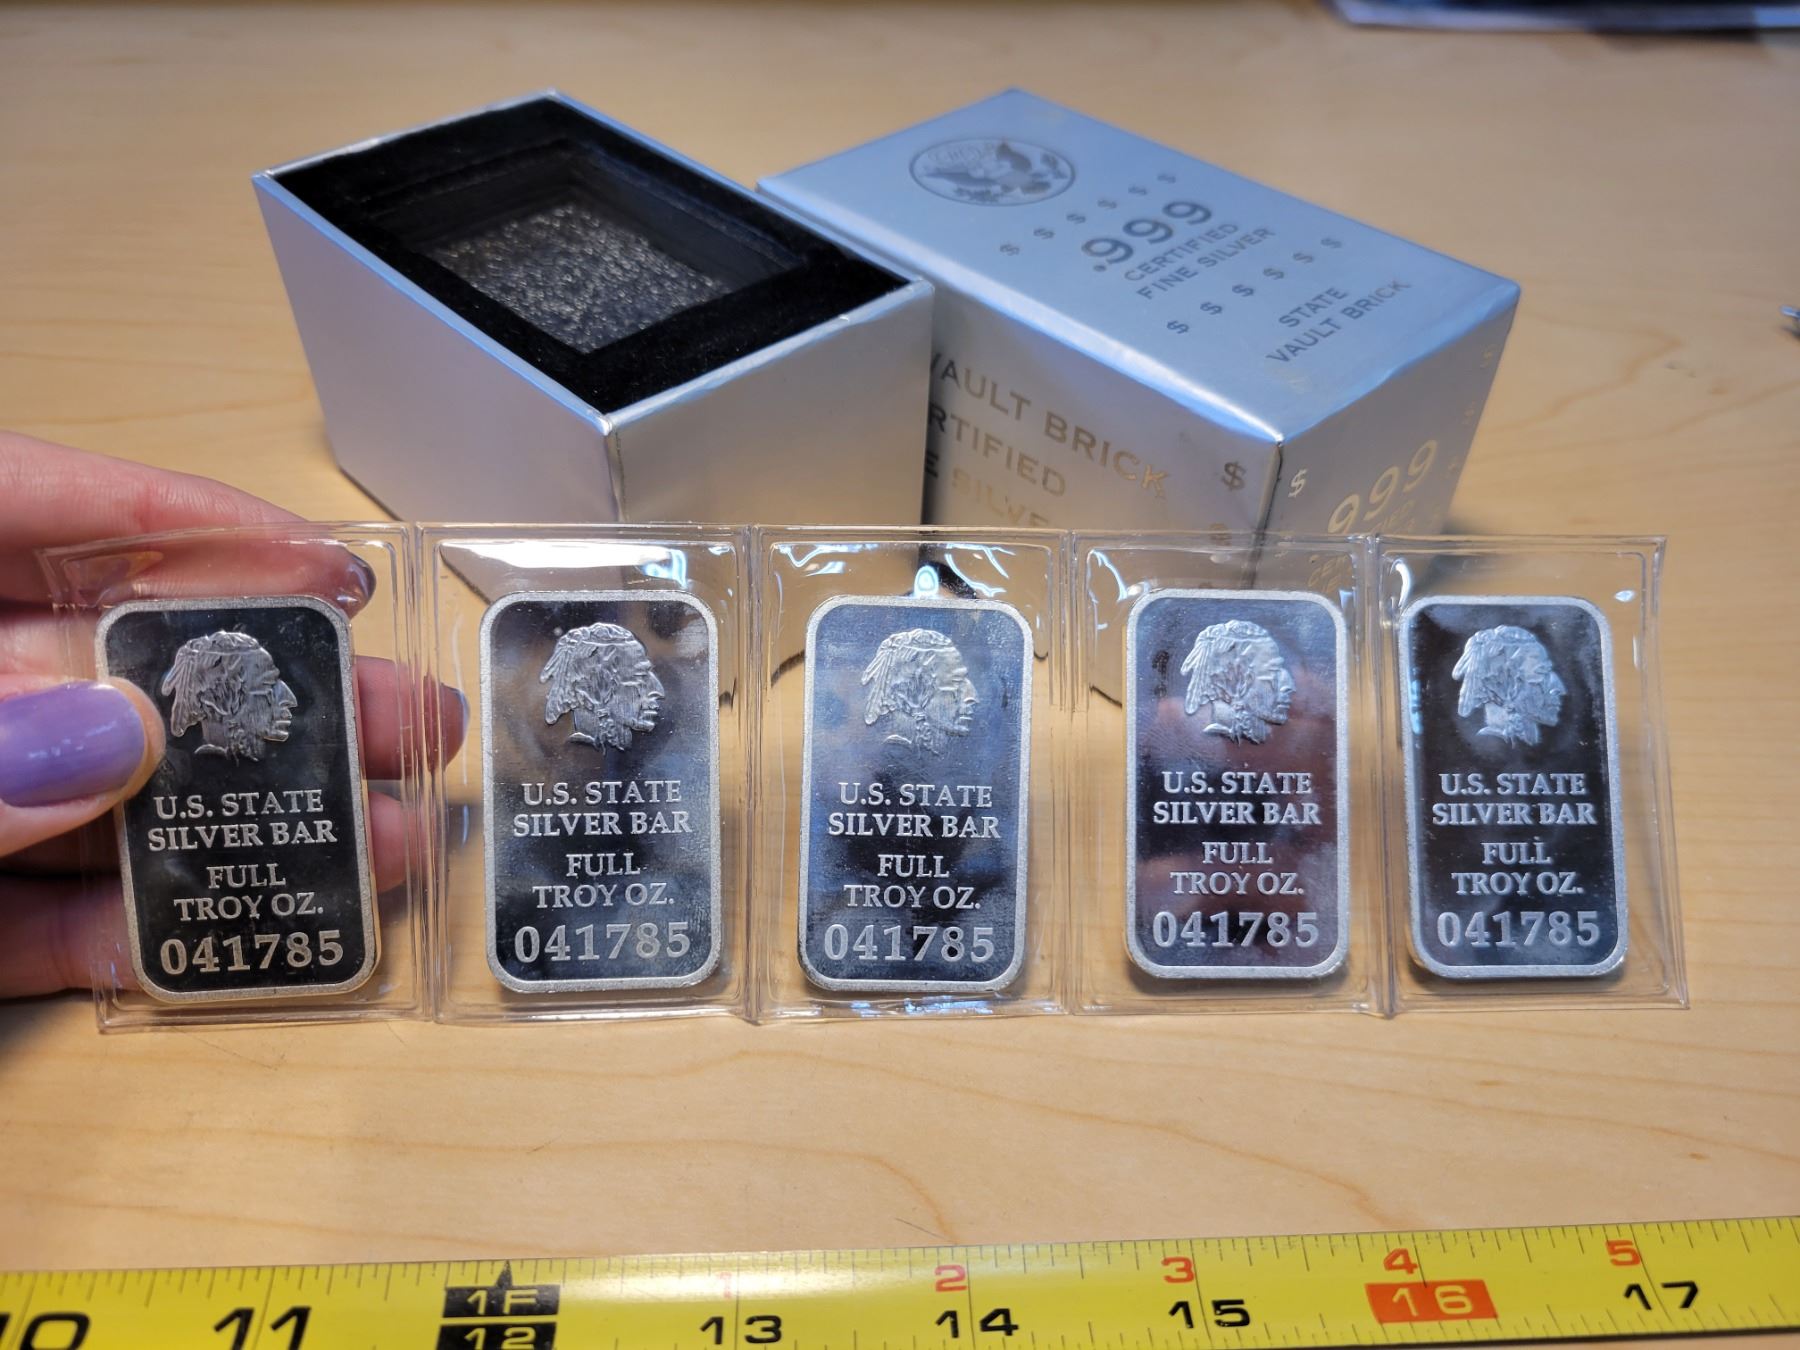 $ $ $ $ $
.999
CERTIFIED
FINE SILVER
$ $ $ $ $
STATE
VAULT BRICK
VAULT BRICK
$
$
999
U.S. STATE
SILVER BAR
FULL
TROY OZ.
041785
U.S. STATE
SILVER BAR
FULL
TROY OZ.
041785
U.S. STATE
SILVER BAR
FULL
TROY OZ.
041785
U.S. STATE
SILVER BAR
FULL
TROY OZ.
041785
U.S. STATE
SILVER BAR
FULL
TROY OZ.
041785
1 2 3 4 5
10 11 1F 12 13 14 15 16 17